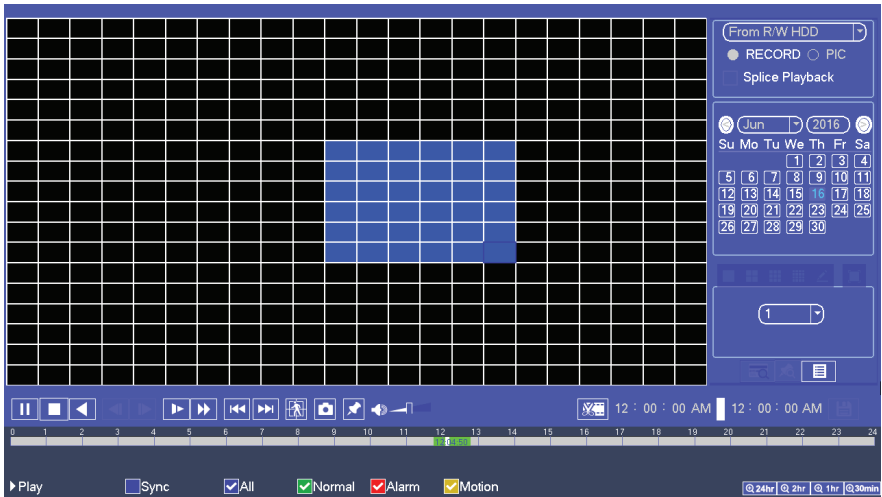 From R/W HDD
RECORD PIC
Splice Playback
Jun 2016
Su Mo Tu We Th Fr Sa
1 2 3 4
5 6 7 8 9 10 11
12 13 14 15 16 17 18
19 20 21 22 23 24 25
26 27 28 29 30
1
12 : 00 : 00 AM 12 : 00 : 00 AM
0 1 2 3 4 5 6 7 8 9 10 11 12 13 14 15 16 17 18 19 20 21 22 23 24
12:04:50
Play Sync All Normal Alarm Motion 24hr 2hr 1hr 30min